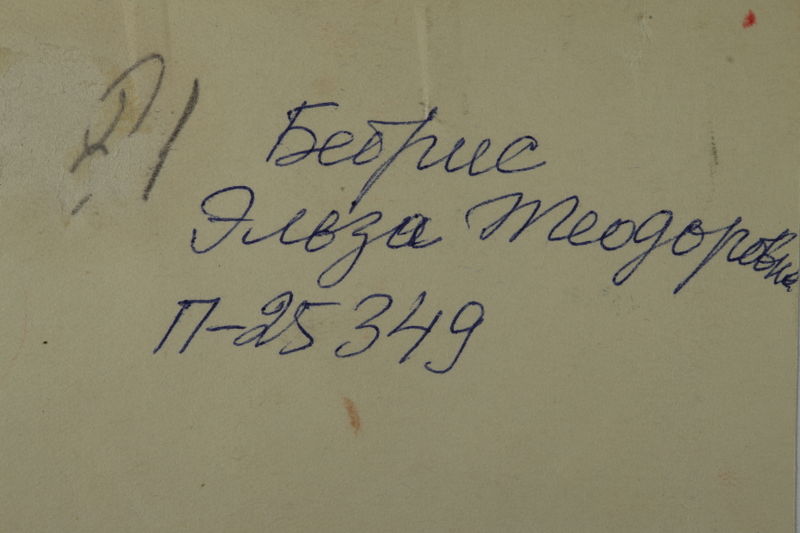 Бебрис
Эльза Теодоровна
П-25349